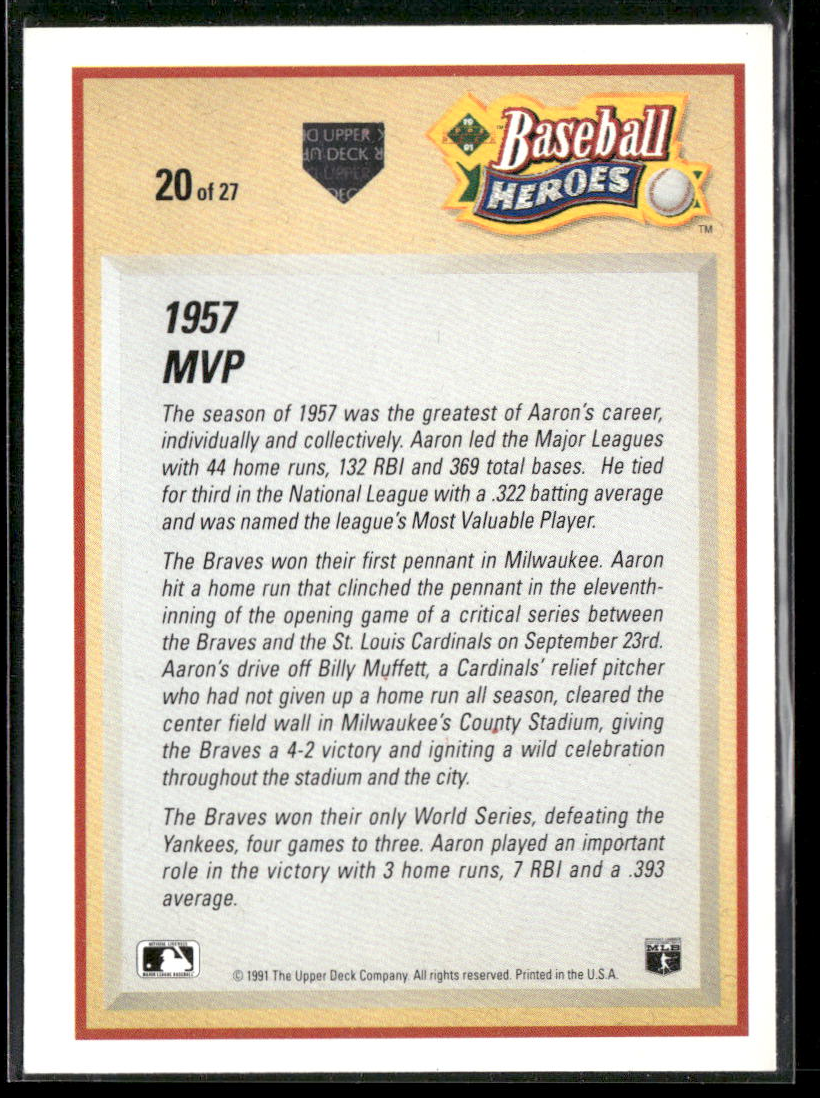 20 of 27
UPPER
DECK
UPPER
Baseball
HEROES
TM
1957
MVP
The season of 1957 was the greatest of Aaron's career,
individually and collectively. Aaron led the Major Leagues
with 44 home runs, 132 RBI and 369 total bases. He tied
for third in the National League with a .322 batting average
and was named the league's Most Valuable Player.
The Braves won their first pennant in Milwaukee. Aaron
hit a home run that clinched the pennant in the eleventh-
inning of the opening game of a critical series between
the Braves and the St. Louis Cardinals on September 23rd.
Aaron's drive off Billy Muffett, a Cardinals' relief pitcher
who had not given up a home run all season, cleared the
center field wall in Milwaukee's County Stadium, giving
the Braves a 4-2 victory and igniting a wild celebration
throughout the stadium and the city.
The Braves won their only World Series, defeating the
Yankees, four games to three. Aaron played an important
role in the victory with 3 home runs, 7 RBI and a .393
average.
© 1991 The Upper Deck Company. All rights reserved. Printed in the U.S.A.
MLB